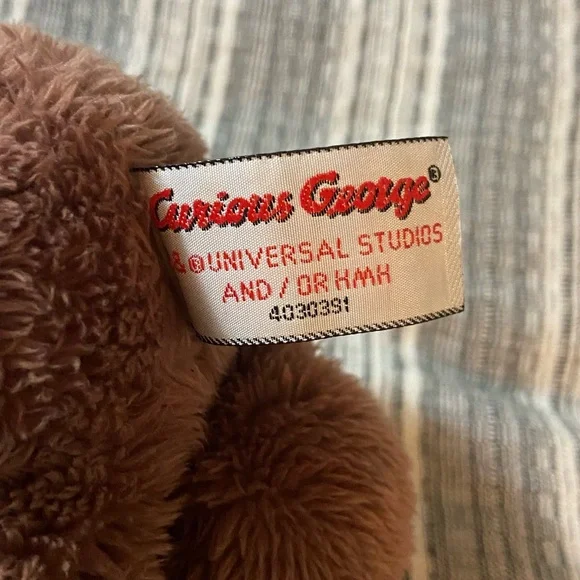 Curious George®
& ®UNIVERSAL STUDIOS
AND / OR HMH
4030391